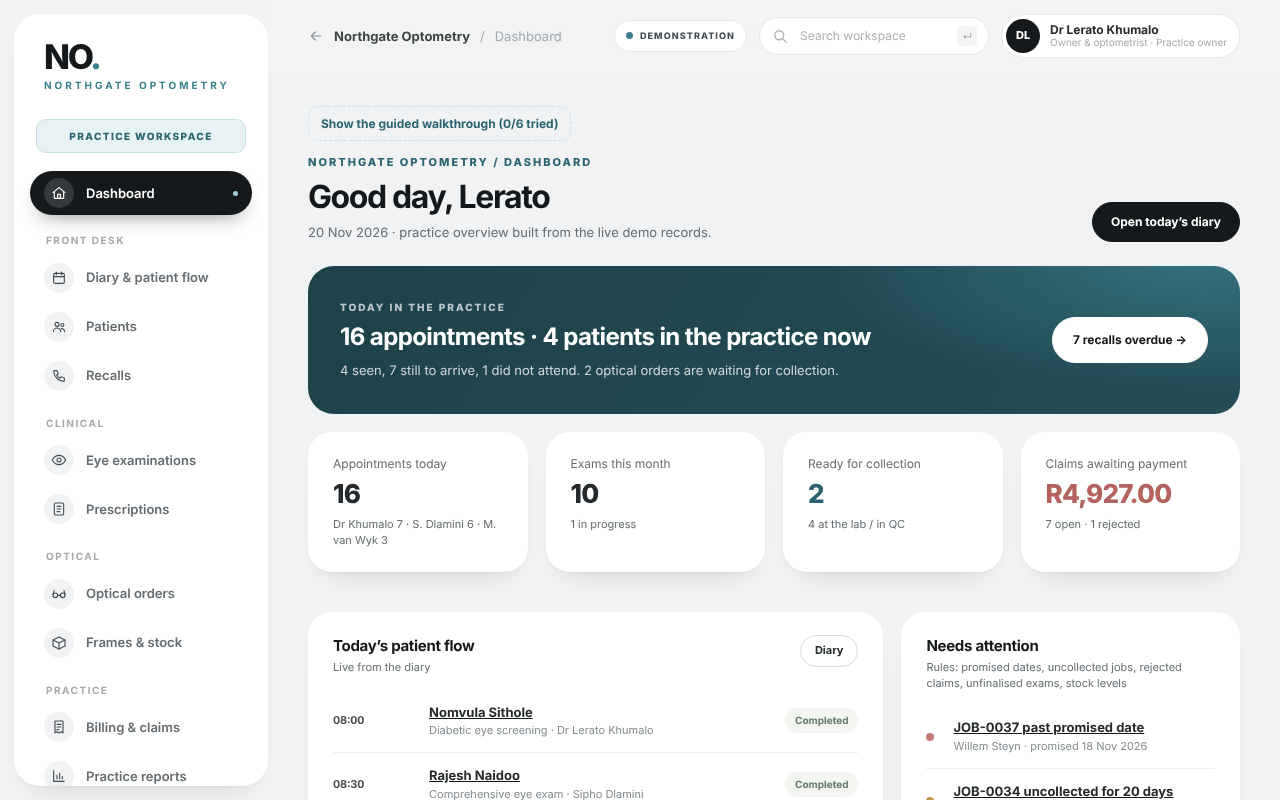 NO.
NORTHGATE OPTOMETRY
PRACTICE WORKSPACE
Dashboard
FRONT DESK
Diary & patient flow
Patients
Recalls
CLINICAL
Eye examinations
Prescriptions
OPTICAL
Optical orders
Frames & stock
PRACTICE
Billing & claims
Practice reports
← Northgate Optometry / Dashboard
DEMONSTRATION
Search workspace ↵
DL
Dr Lerato Khumalo
Owner & optometrist · Practice owner
Show the guided walkthrough (0/6 tried)
NORTHGATE OPTOMETRY / DASHBOARD
Good day, Lerato
20 Nov 2026 · practice overview built from the live demo records.
Open today’s diary
TODAY IN THE PRACTICE
16 appointments · 4 patients in the practice now
4 seen, 7 still to arrive, 1 did not attend. 2 optical orders are waiting for collection.
7 recalls overdue →
Appointments today
16
Dr Khumalo 7 · S. Dlamini 6 · M.
van Wyk 3
Exams this month
10
1 in progress
Ready for collection
2
4 at the lab / in QC
Claims awaiting payment
R4,927.00
7 open · 1 rejected
Today’s patient flow
Live from the diary
Diary
08:00
Nomvula Sithole
Diabetic eye screening · Dr Lerato Khumalo
Completed
08:30
Rajesh Naidoo
Comprehensive eye exam · Sipho Dlamini
Completed
Needs attention
Rules: promised dates, uncollected jobs, rejected
claims, unfinalised exams, stock levels
JOB-0037 past promised date
Willem Steyn · promised 18 Nov 2026
JOB-0034 uncollected for 20 days